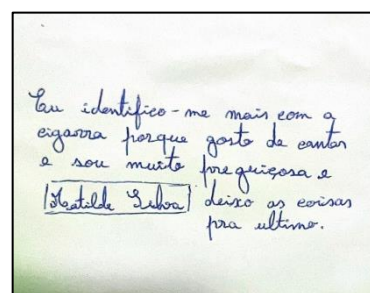 Eu identifico-me mais com a
cigarra porque gosto de cantar
e sou muito preguiçosa e
Matilde Silva deixo as coisas
pra ultimo.